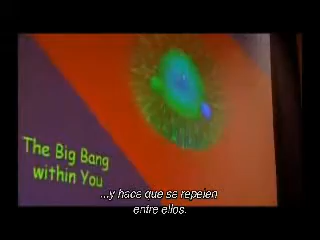 The Big Bang
within You
...y hace que se repelen
entre ellos.